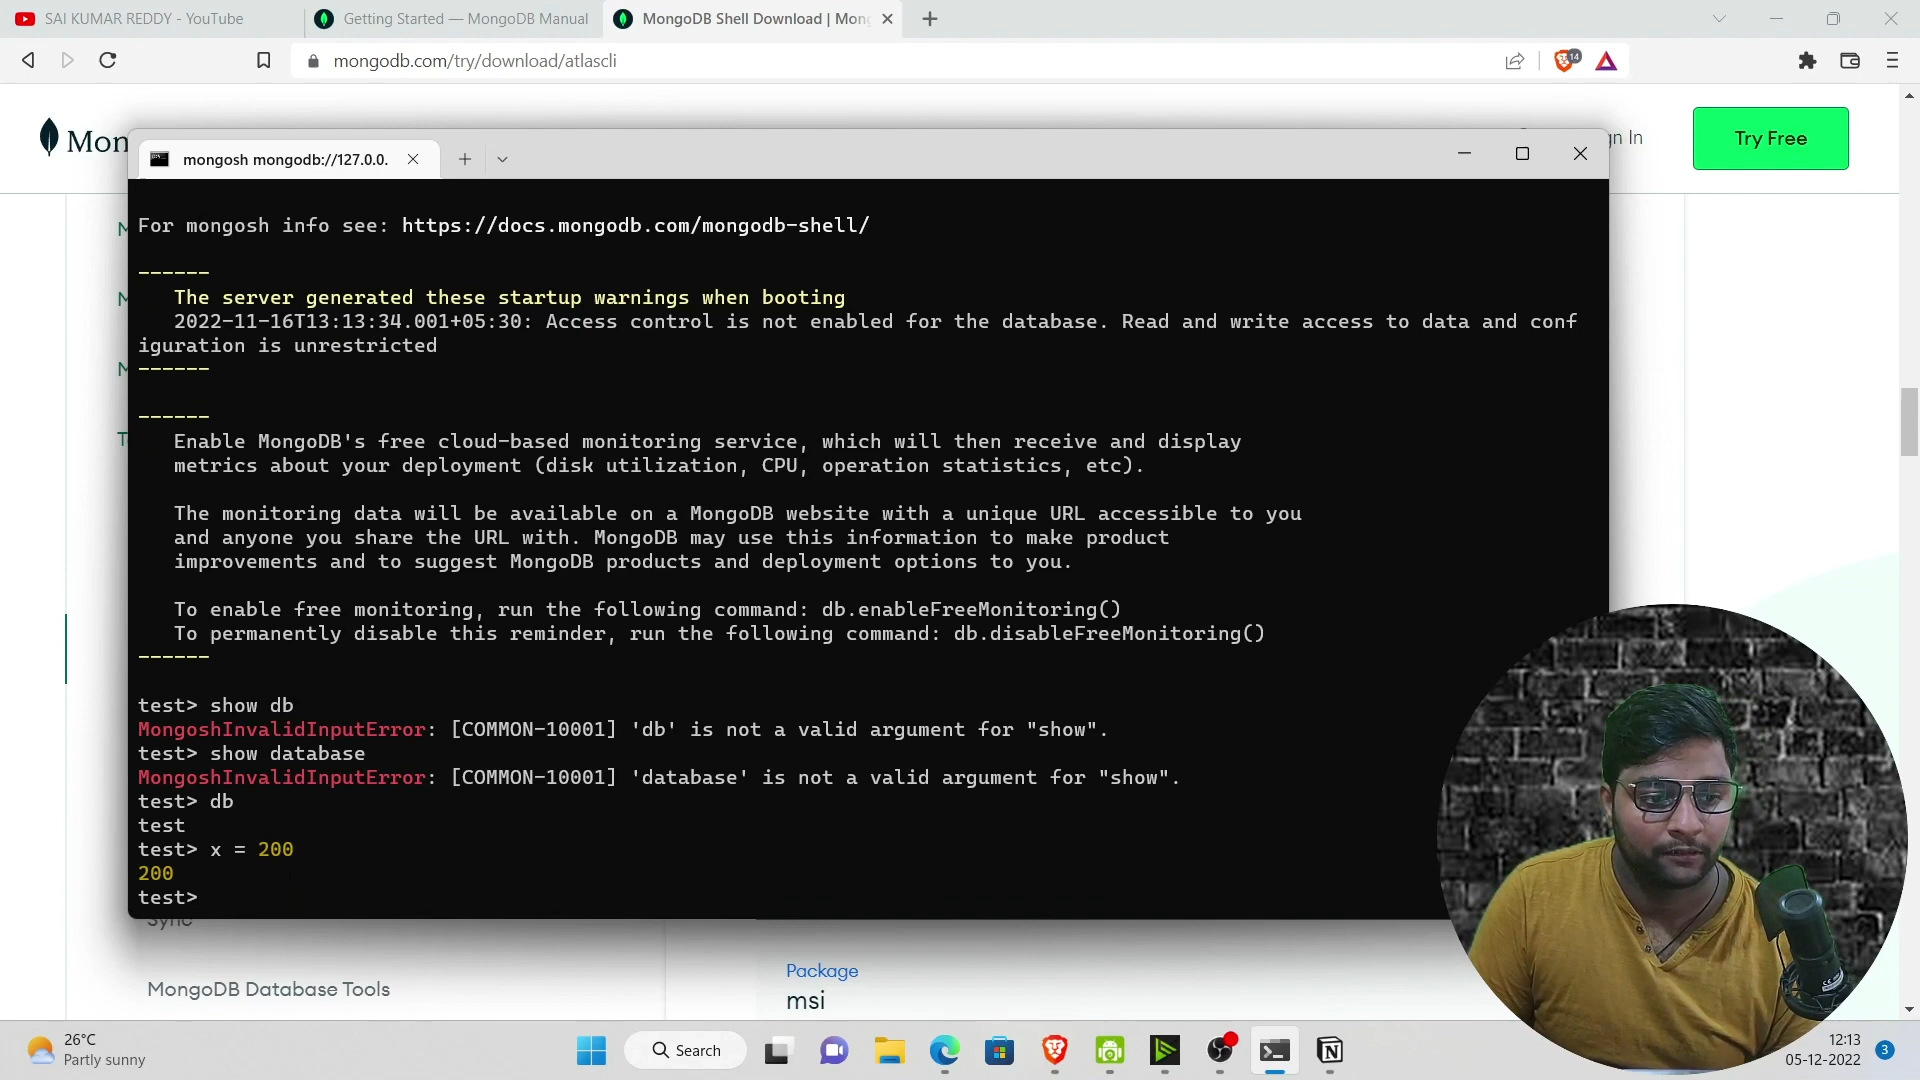 SAI KUMAR REDDY - YouTube
Getting Started — MongoDB Manual
MongoDB Shell Download | Mon
mongodb.com/try/download/atlascli
14
Mon
gn In
Try Free
mongosh mongodb://127.0.0.
For mongosh info see: https://docs.mongodb.com/mongodb-shell/
------
The server generated these startup warnings when booting
2022-11-16T13:13:34.001+05:30: Access control is not enabled for the database. Read and write access to data and conf
iguration is unrestricted
------
------
Enable MongoDB's free cloud-based monitoring service, which will then receive and display
metrics about your deployment (disk utilization, CPU, operation statistics, etc).
The monitoring data will be available on a MongoDB website with a unique URL accessible to you
and anyone you share the URL with. MongoDB may use this information to make product
improvements and to suggest MongoDB products and deployment options to you.
To enable free monitoring, run the following command: db.enableFreeMonitoring()
To permanently disable this reminder, run the following command: db.disableFreeMonitoring()
------
test> show db
MongoshInvalidInputError: [COMMON-10001] 'db' is not a valid argument for "show".
test> show database
MongoshInvalidInputError: [COMMON-10001] 'database' is not a valid argument for "show".
test> db
test
test> x = 200
200
test>
Sync
MongoDB Database Tools
Package
msi
26°C
Partly sunny
Search
12:13
05-12-2022
3